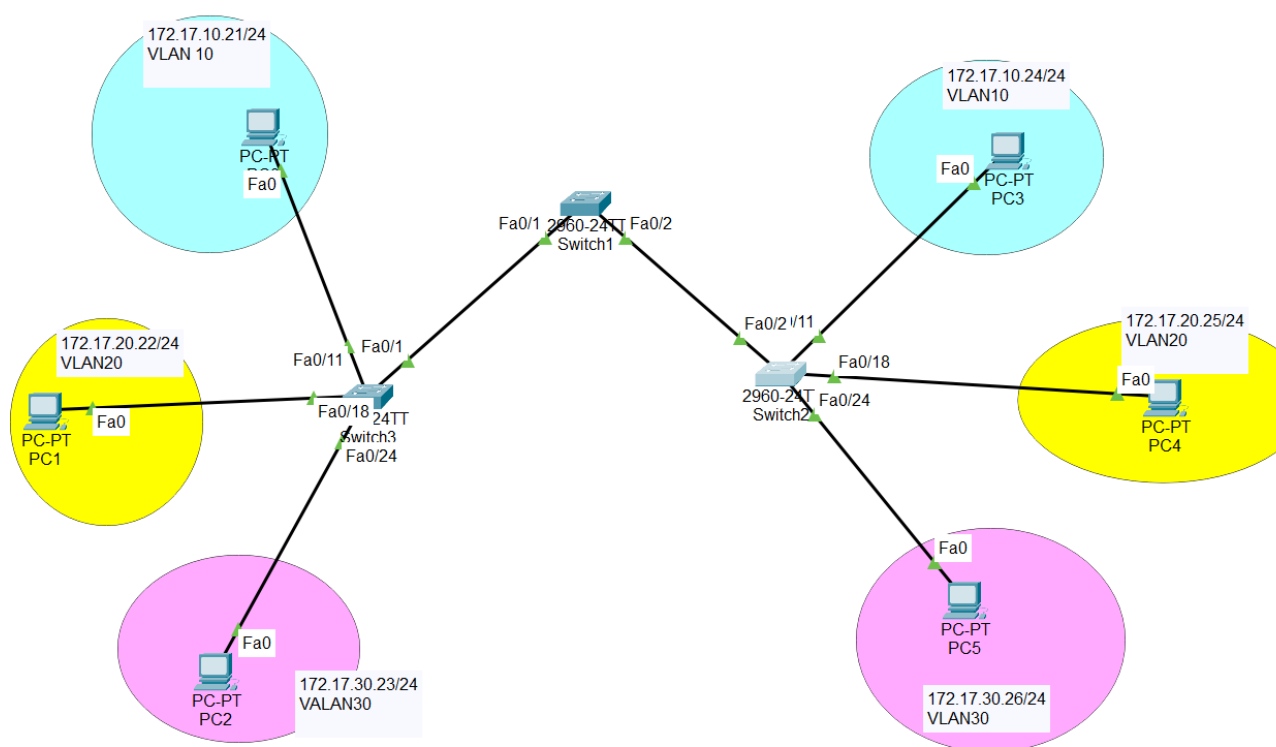 172.17.10.21/24
VLAN 10
PC-PT
Fa0
172.17.10.24/24
VLAN10
Fa0
PC-PT
PC3
Fa0/1
2960-24TT
Fa0/2
Switch1
172.17.20.22/24
VLAN20
Fa0/11
Fa0/1
Fa0/2
/11
172.17.20.25/24
VLAN20
Fa0/18
Fa0
PC-PT
PC4
PC-PT
PC1
Fa0
Fa0/18
24TT
Switch3
Fa0/24
2960-24T
Switch2
Fa0/24
Fa0
PC-PT
PC5
Fa0
PC-PT
PC2
172.17.30.23/24
VALAN30
172.17.30.26/24
VLAN30